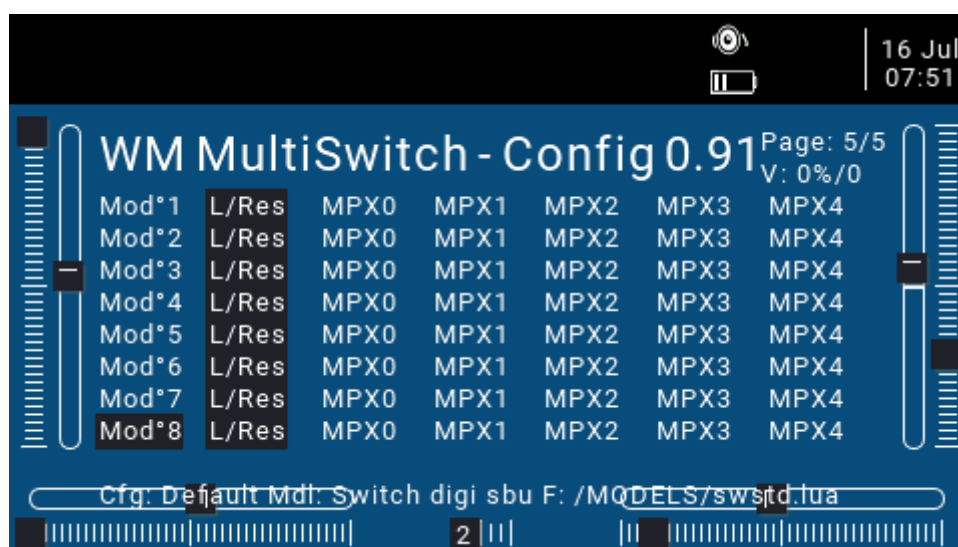 16 Jul
07:51
WM MultiSwitch - Config 0.91
Page: 5/5
V: 0%/0
Mod°1 L/Res MPX0 MPX1 MPX2 MPX3 MPX4
Mod°2 L/Res MPX0 MPX1 MPX2 MPX3 MPX4
Mod°3 L/Res MPX0 MPX1 MPX2 MPX3 MPX4
Mod°4 L/Res MPX0 MPX1 MPX2 MPX3 MPX4
Mod°5 L/Res MPX0 MPX1 MPX2 MPX3 MPX4
Mod°6 L/Res MPX0 MPX1 MPX2 MPX3 MPX4
Mod°7 L/Res MPX0 MPX1 MPX2 MPX3 MPX4
Mod°8 L/Res MPX0 MPX1 MPX2 MPX3 MPX4
Cfg: Default Mdl: Switch digi sbu F: /MODELS/swstd.lua
2